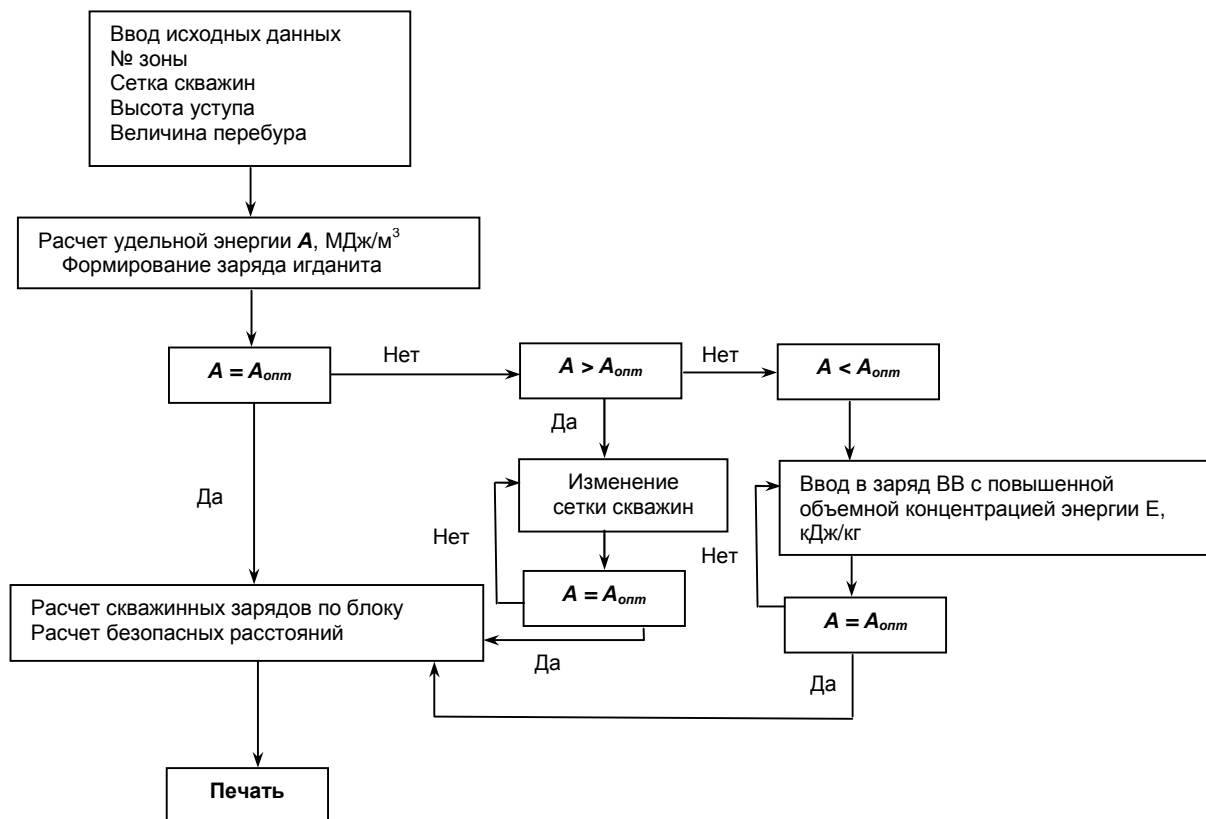 Ввод исходных данных
№ зоны
Сетка скважин
Высота уступа
Величина перебура
Расчет удельной энергии A, МДж/м³
Формирование заряда игданита
A = Aопт
Нет
A > Aопт
Нет
A < Aопт
Да
Да
Изменение
сетки скважин
Нет
A = Aопт
Да
Ввод в заряд ВВ с повышенной
объемной концентрацией энергии Е,
кДж/кг
Нет
A = Aопт
Да
Расчет скважинных зарядов по блоку
Расчет безопасных расстояний
Печать